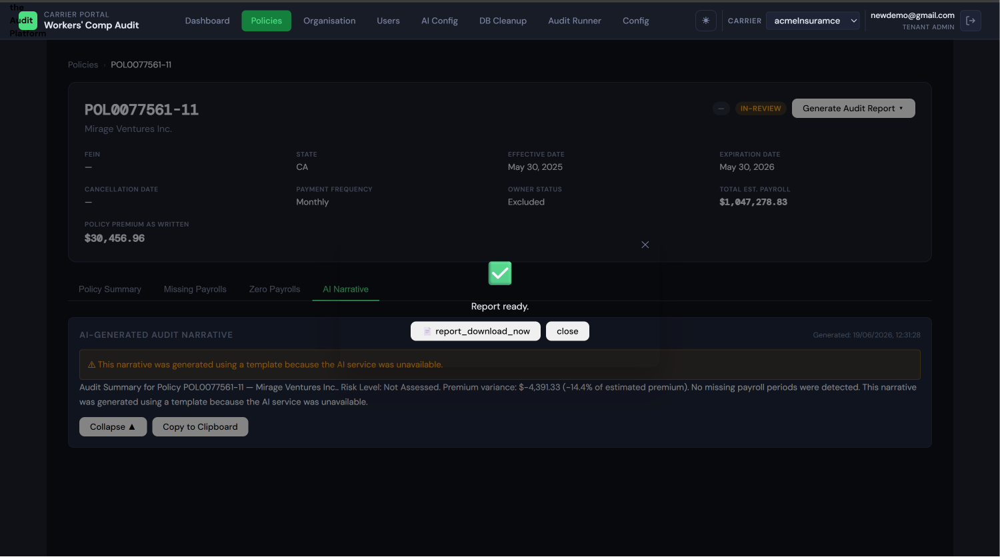 the
Audit
Platform
CARRIER PORTAL
Workers' Comp Audit
Dashboard
Policies
Organisation
Users
AI Config
DB Cleanup
Audit Runner
Config
CARRIER
acmeInsuramce
newdemo@gmail.com
TENANT ADMIN
Policies › POL0077561-11
POL0077561-11
Mirage Ventures Inc.
—
IN-REVIEW
Generate Audit Report ▾
FEIN
—
STATE
CA
EFFECTIVE DATE
May 30, 2025
EXPIRATION DATE
May 30, 2026
CANCELLATION DATE
—
PAYMENT FREQUENCY
Monthly
OWNER STATUS
Excluded
TOTAL EST. PAYROLL
$1,047,278.83
POLICY PREMIUM AS WRITTEN
$30,456.96
Policy Summary
Missing Payrolls
Zero Payrolls
AI Narrative
Report ready.
report_download_now
close
AI-GENERATED AUDIT NARRATIVE
Generated: 19/06/2026, 12:31:28
⚠ This narrative was generated using a template because the AI service was unavailable.
Audit Summary for Policy POL0077561-11 — Mirage Ventures Inc.. Risk Level: Not Assessed. Premium variance: $-4,391.33 (-14.4% of estimated premium). No missing payroll periods were detected. This narrative
was generated using a template because the AI service was unavailable.
Collapse ▲
Copy to Clipboard